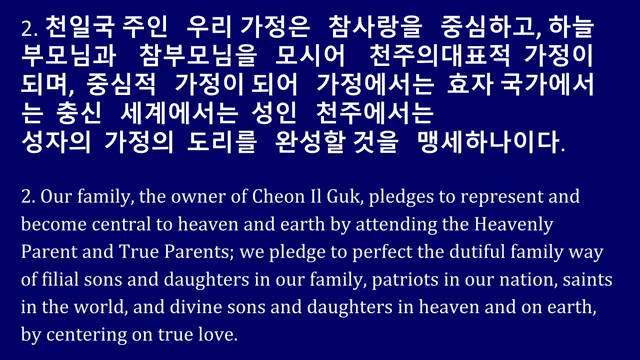 2. 천일국 주인 우리 가정은 참사랑을 중심하고, 하늘
부모님과 참부모님을 모시어 천주의대표적 가정이
되며, 중심적 가정이 되어 가정에서는 효자 국가에서
는 충신 세계에서는 성인 천주에서는
성자의 가정의 도리를 완성할 것을 맹세하나이다.
2. Our family, the owner of Cheon Il Guk, pledges to represent and
become central to heaven and earth by attending the Heavenly
Parent and True Parents; we pledge to perfect the dutiful family way
of filial sons and daughters in our family, patriots in our nation, saints
in the world, and divine sons and daughters in heaven and on earth,
by centering on true love.